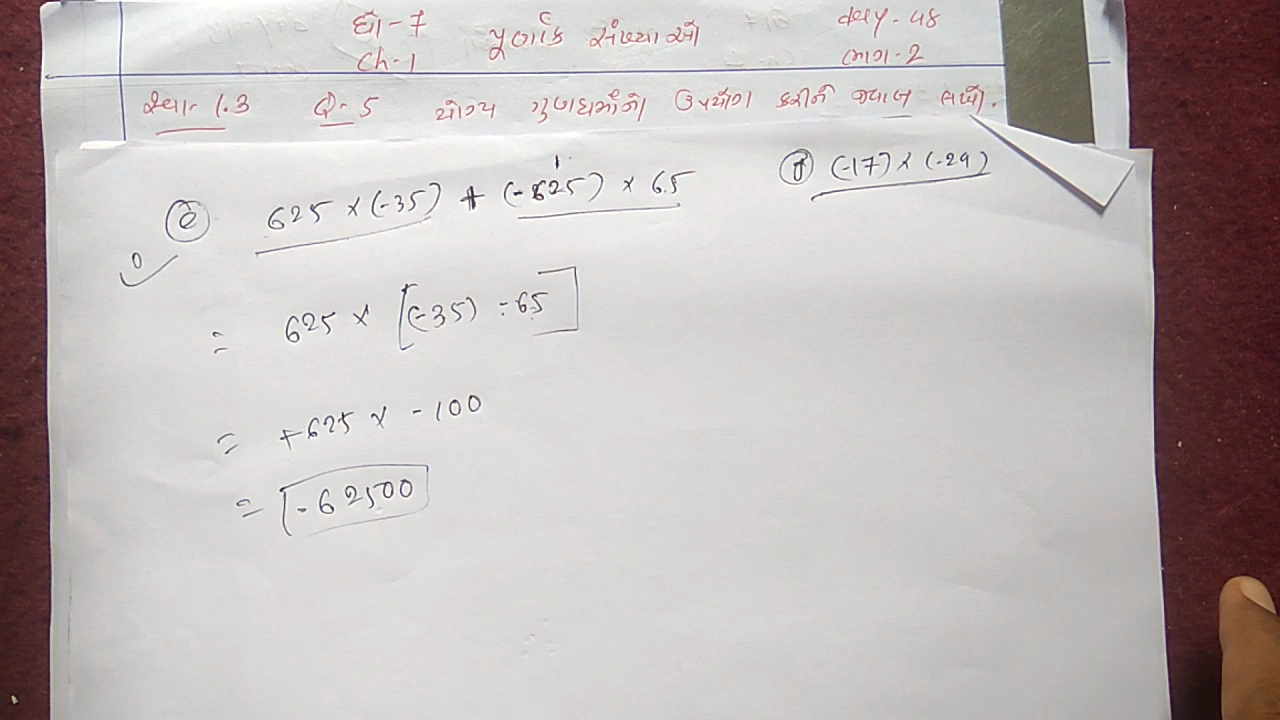 ધો-7 પૂર્ણાંક સંખ્યાઓ day-48
Ch-1 ભાગ-2
સ્વા- 1.3 Q-5 યોગ્ય ગુણધર્મોનો ઉપયોગ કરીને જવાબ લખો.
(e) 625 × (-35) + (-625) × 65
(f) (-17) × (-29)
= 625 × [(-35) - 65]
= +625 × -100
= -62500